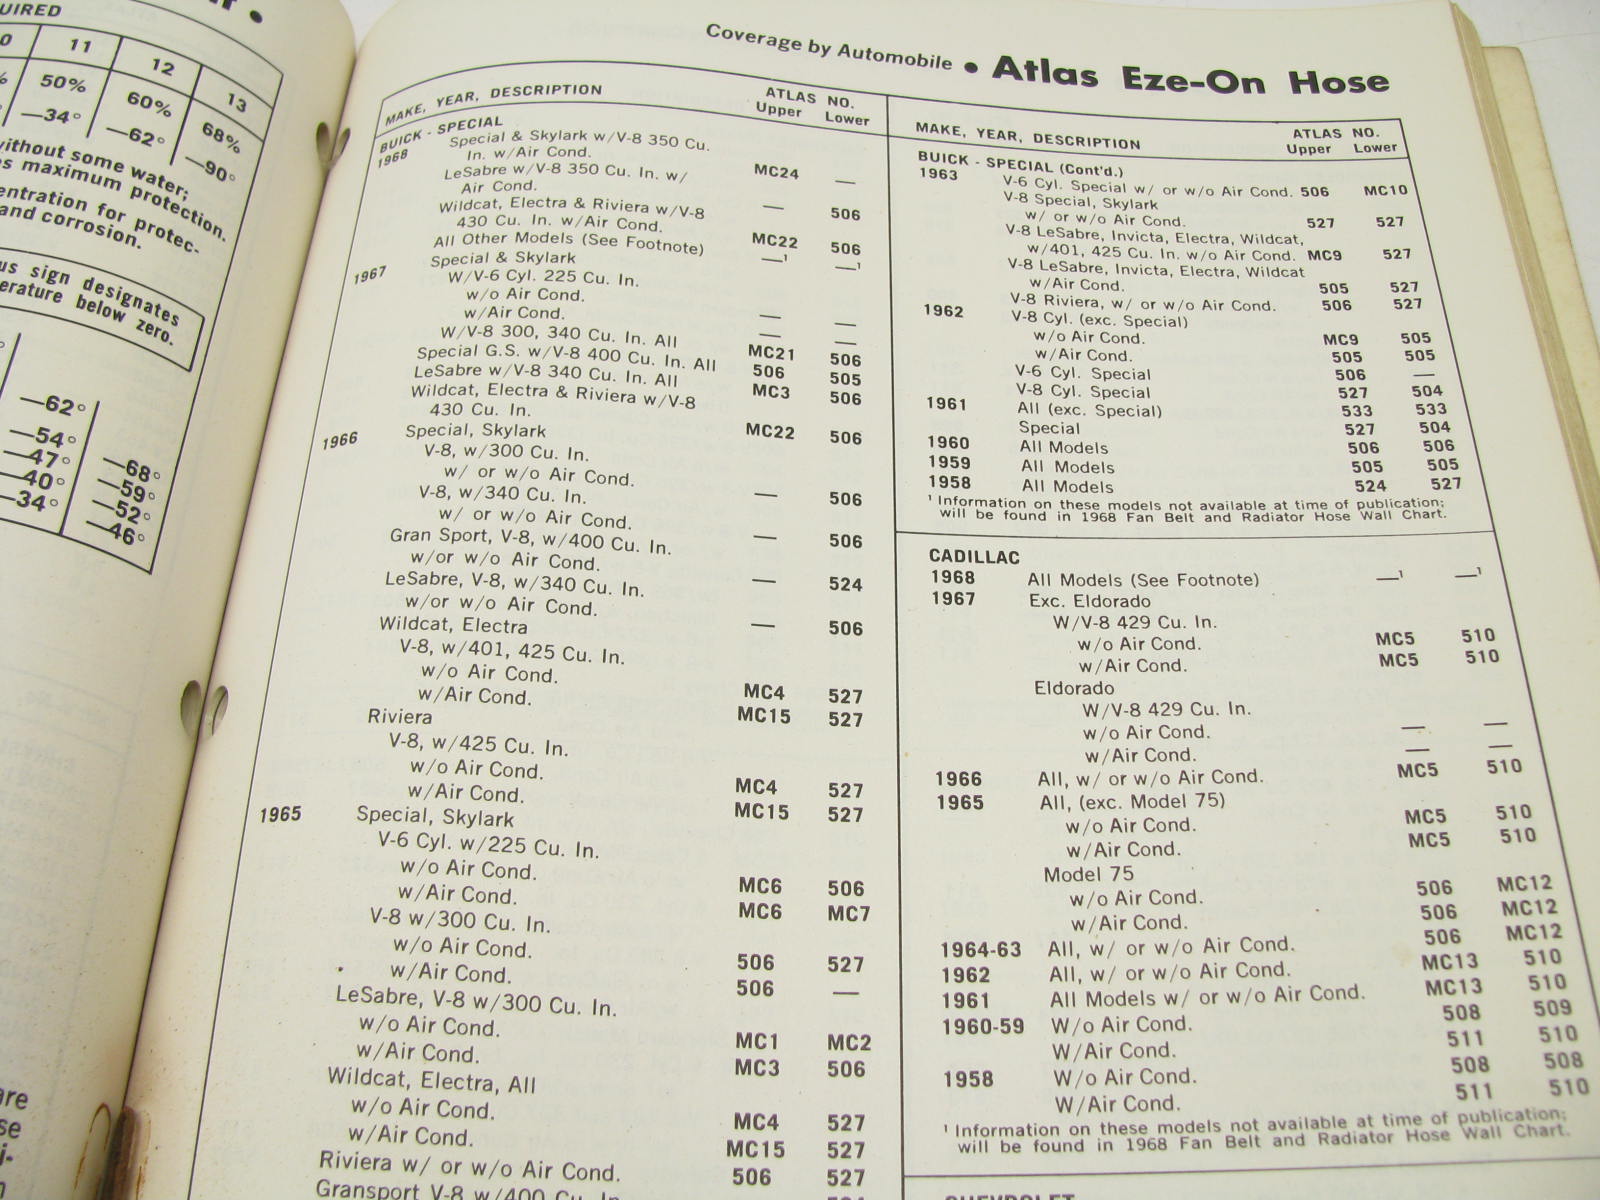 UIRED
0 11 12 13
% 50% 60% 68%
—34° —62° —90°
ithout some water;
es maximum protection.
entration for protec-
and corrosion.
us sign designates
erature below zero.
—62°
—54°
—47°
—40°
—34°
—68°
—59°
—52°
—46°
are
se
i-
Coverage by Automobile • Atlas Eze-On Hose
MAKE, YEAR, DESCRIPTION ATLAS NO.
Upper Lower
BUICK - SPECIAL
1968 Special & Skylark w/V-8 350 Cu.
In. w/Air Cond. MC24 —
LeSabre w/V-8 350 Cu. In. w/
Air Cond. — 506
Wildcat, Electra & Riviera w/V-8
430 Cu. In. w/Air Cond. MC22 506
All Other Models (See Footnote) —¹ —¹
1967 Special & Skylark
W/V-6 Cyl. 225 Cu. In.
w/o Air Cond. — —
w/Air Cond. — —
W/V-8 300, 340 Cu. In. All MC21 506
Special G.S. w/V-8 400 Cu. In. All 506 505
LeSabre w/V-8 340 Cu. In. All MC3 506
Wildcat, Electra & Riviera w/V-8
430 Cu. In. MC22 506
1966 Special, Skylark
V-8, w/300 Cu. In.
w/ or w/o Air Cond. — 506
V-8, w/340 Cu. In.
w/ or w/o Air Cond. — 506
Gran Sport, V-8, w/400 Cu. In.
w/or w/o Air Cond. — 524
LeSabre, V-8, w/340 Cu. In.
w/or w/o Air Cond. — 506
Wildcat, Electra
V-8, w/401, 425 Cu. In.
w/o Air Cond. MC4 527
w/Air Cond. MC15 527
Riviera
V-8, w/425 Cu. In.
w/o Air Cond. MC4 527
w/Air Cond. MC15 527
1965 Special, Skylark
V-6 Cyl. w/225 Cu. In.
w/o Air Cond. MC6 506
w/Air Cond. MC6 MC7
V-8 w/300 Cu. In.
w/o Air Cond. 506 527
w/Air Cond. 506 —
LeSabre, V-8 w/300 Cu. In.
w/o Air Cond. MC1 MC2
w/Air Cond. MC3 506
Wildcat, Electra, All
w/o Air Cond. MC4 527
w/Air Cond. MC15 527
Riviera w/ or w/o Air Cond. 506 527
Gransport V-8 w/400 Cu. In.
MAKE, YEAR, DESCRIPTION ATLAS NO.
Upper Lower
BUICK - SPECIAL (Cont'd.)
1963 V-6 Cyl. Special w/ or w/o Air Cond. 506 MC10
V-8 Special, Skylark
w/ or w/o Air Cond. 527 527
V-8 LeSabre, Invicta, Electra, Wildcat,
w/401, 425 Cu. In. w/o Air Cond. MC9 527
V-8 LeSabre, Invicta, Electra, Wildcat
w/Air Cond. 505 527
V-8 Riviera, w/ or w/o Air Cond. 506 527
1962 V-8 Cyl. (exc. Special)
w/o Air Cond. MC9 505
w/Air Cond. 505 505
V-6 Cyl. Special 506 —
V-8 Cyl. Special 527 504
1961 All (exc. Special) 533 533
Special 527 504
1960 All Models 506 506
1959 All Models 505 505
1958 All Models 524 527
¹ Information on these models not available at time of publication;
will be found in 1968 Fan Belt and Radiator Hose Wall Chart.
CADILLAC
1968 All Models (See Footnote) —¹ —¹
1967 Exc. Eldorado
W/V-8 429 Cu. In.
w/o Air Cond. MC5 510
w/Air Cond. MC5 510
Eldorado
W/V-8 429 Cu. In.
w/o Air Cond. — —
w/Air Cond. — —
1966 All, w/ or w/o Air Cond. MC5 510
1965 All, (exc. Model 75)
w/o Air Cond. MC5 510
w/Air Cond. MC5 510
Model 75
w/o Air Cond. 506 MC12
w/Air Cond. 506 MC12
1964-63 All, w/ or w/o Air Cond. 506 MC12
1962 All, w/ or w/o Air Cond. MC13 510
1961 All Models w/ or w/o Air Cond. MC13 510
1960-59 W/o Air Cond. 508 509
W/Air Cond. 511 510
1958 W/o Air Cond. 508 508
W/Air Cond. 511 510
¹ Information on these models not available at time of publication;
will be found in 1968 Fan Belt and Radiator Hose Wall Chart.
CHEVROLET